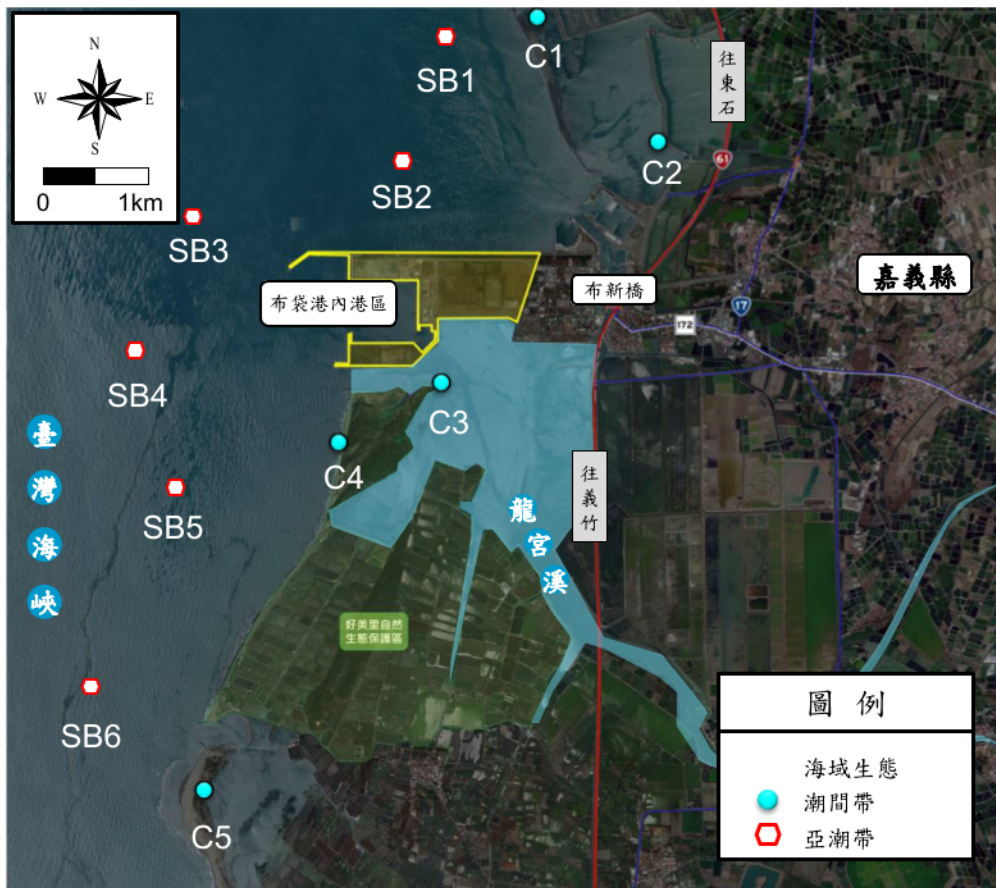 N
W E
S
0 1km
C1
SB1
往東石
C2
61
SB2
SB3
布袋港內港區
布新橋
嘉義縣
17
172
SB4
C3
C4
臺灣海峽
往義竹
SB5
龍宮溪
好美里自然
生態保護區
SB6
C5
圖例
海域生態
潮間帶
亞潮帶